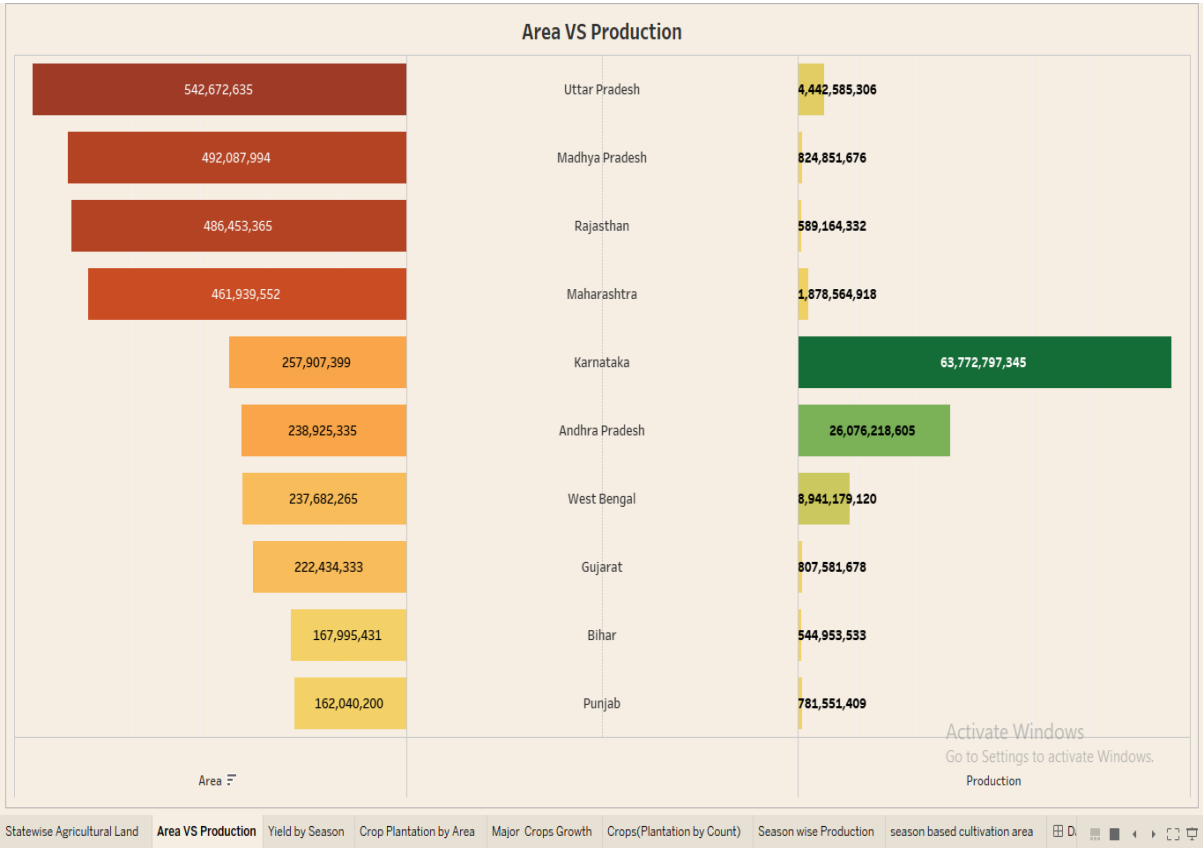 Area VS Production
542,672,635 Uttar Pradesh 4,442,585,306
492,087,994 Madhya Pradesh 824,851,676
486,453,365 Rajasthan 589,164,332
461,939,552 Maharashtra 1,878,564,918
257,907,399 Karnataka 63,772,797,345
238,925,335 Andhra Pradesh 26,076,218,605
237,682,265 West Bengal 8,941,179,120
222,434,333 Gujarat 807,581,678
167,995,431 Bihar 544,953,533
162,040,200 Punjab 781,551,409
Activate Windows
Go to Settings to activate Windows.
Area Production
Statewise Agricultural Land Area VS Production Yield by Season Crop Plantation by Area Major Crops Growth Crops(Plantation by Count) Season wise Production season based cultivation area